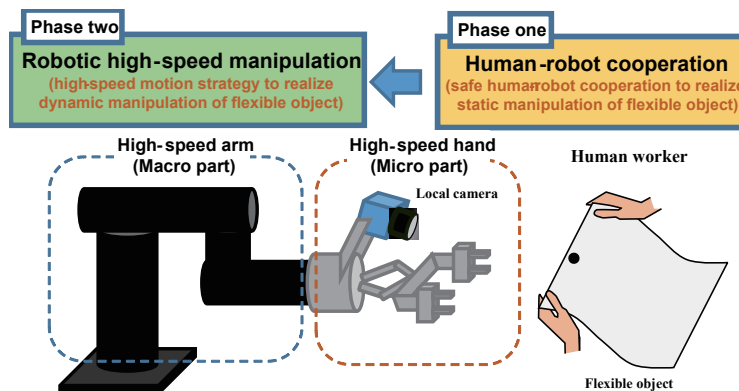 Phase two
Robotic high-speed manipulation
(high-speed motion strategy to realize
dynamic manipulation of flexible object)
Phase one
Human-robot cooperation
(safe human-robot cooperation to realize
static manipulation of flexible object)
High-speed arm
(Macro part)
High-speed hand
(Micro part)
Local camera
Human worker
Flexible object